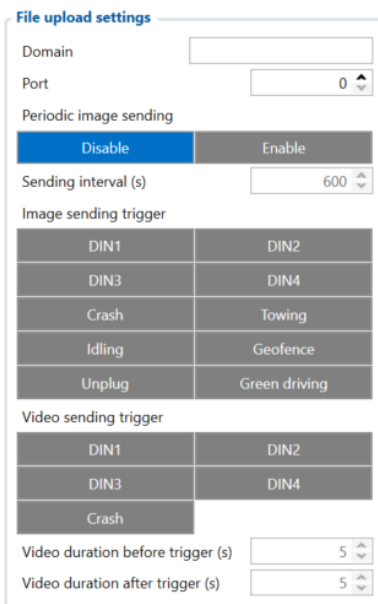 File upload settings
Domain
Port 0
Periodic image sending
Disable Enable
Sending interval (s) 600
Image sending trigger
DIN1 DIN2
DIN3 DIN4
Crash Towing
Idling Geofence
Unplug Green driving
Video sending trigger
DIN1 DIN2
DIN3 DIN4
Crash
Video duration before trigger (s) 5
Video duration after trigger (s) 5